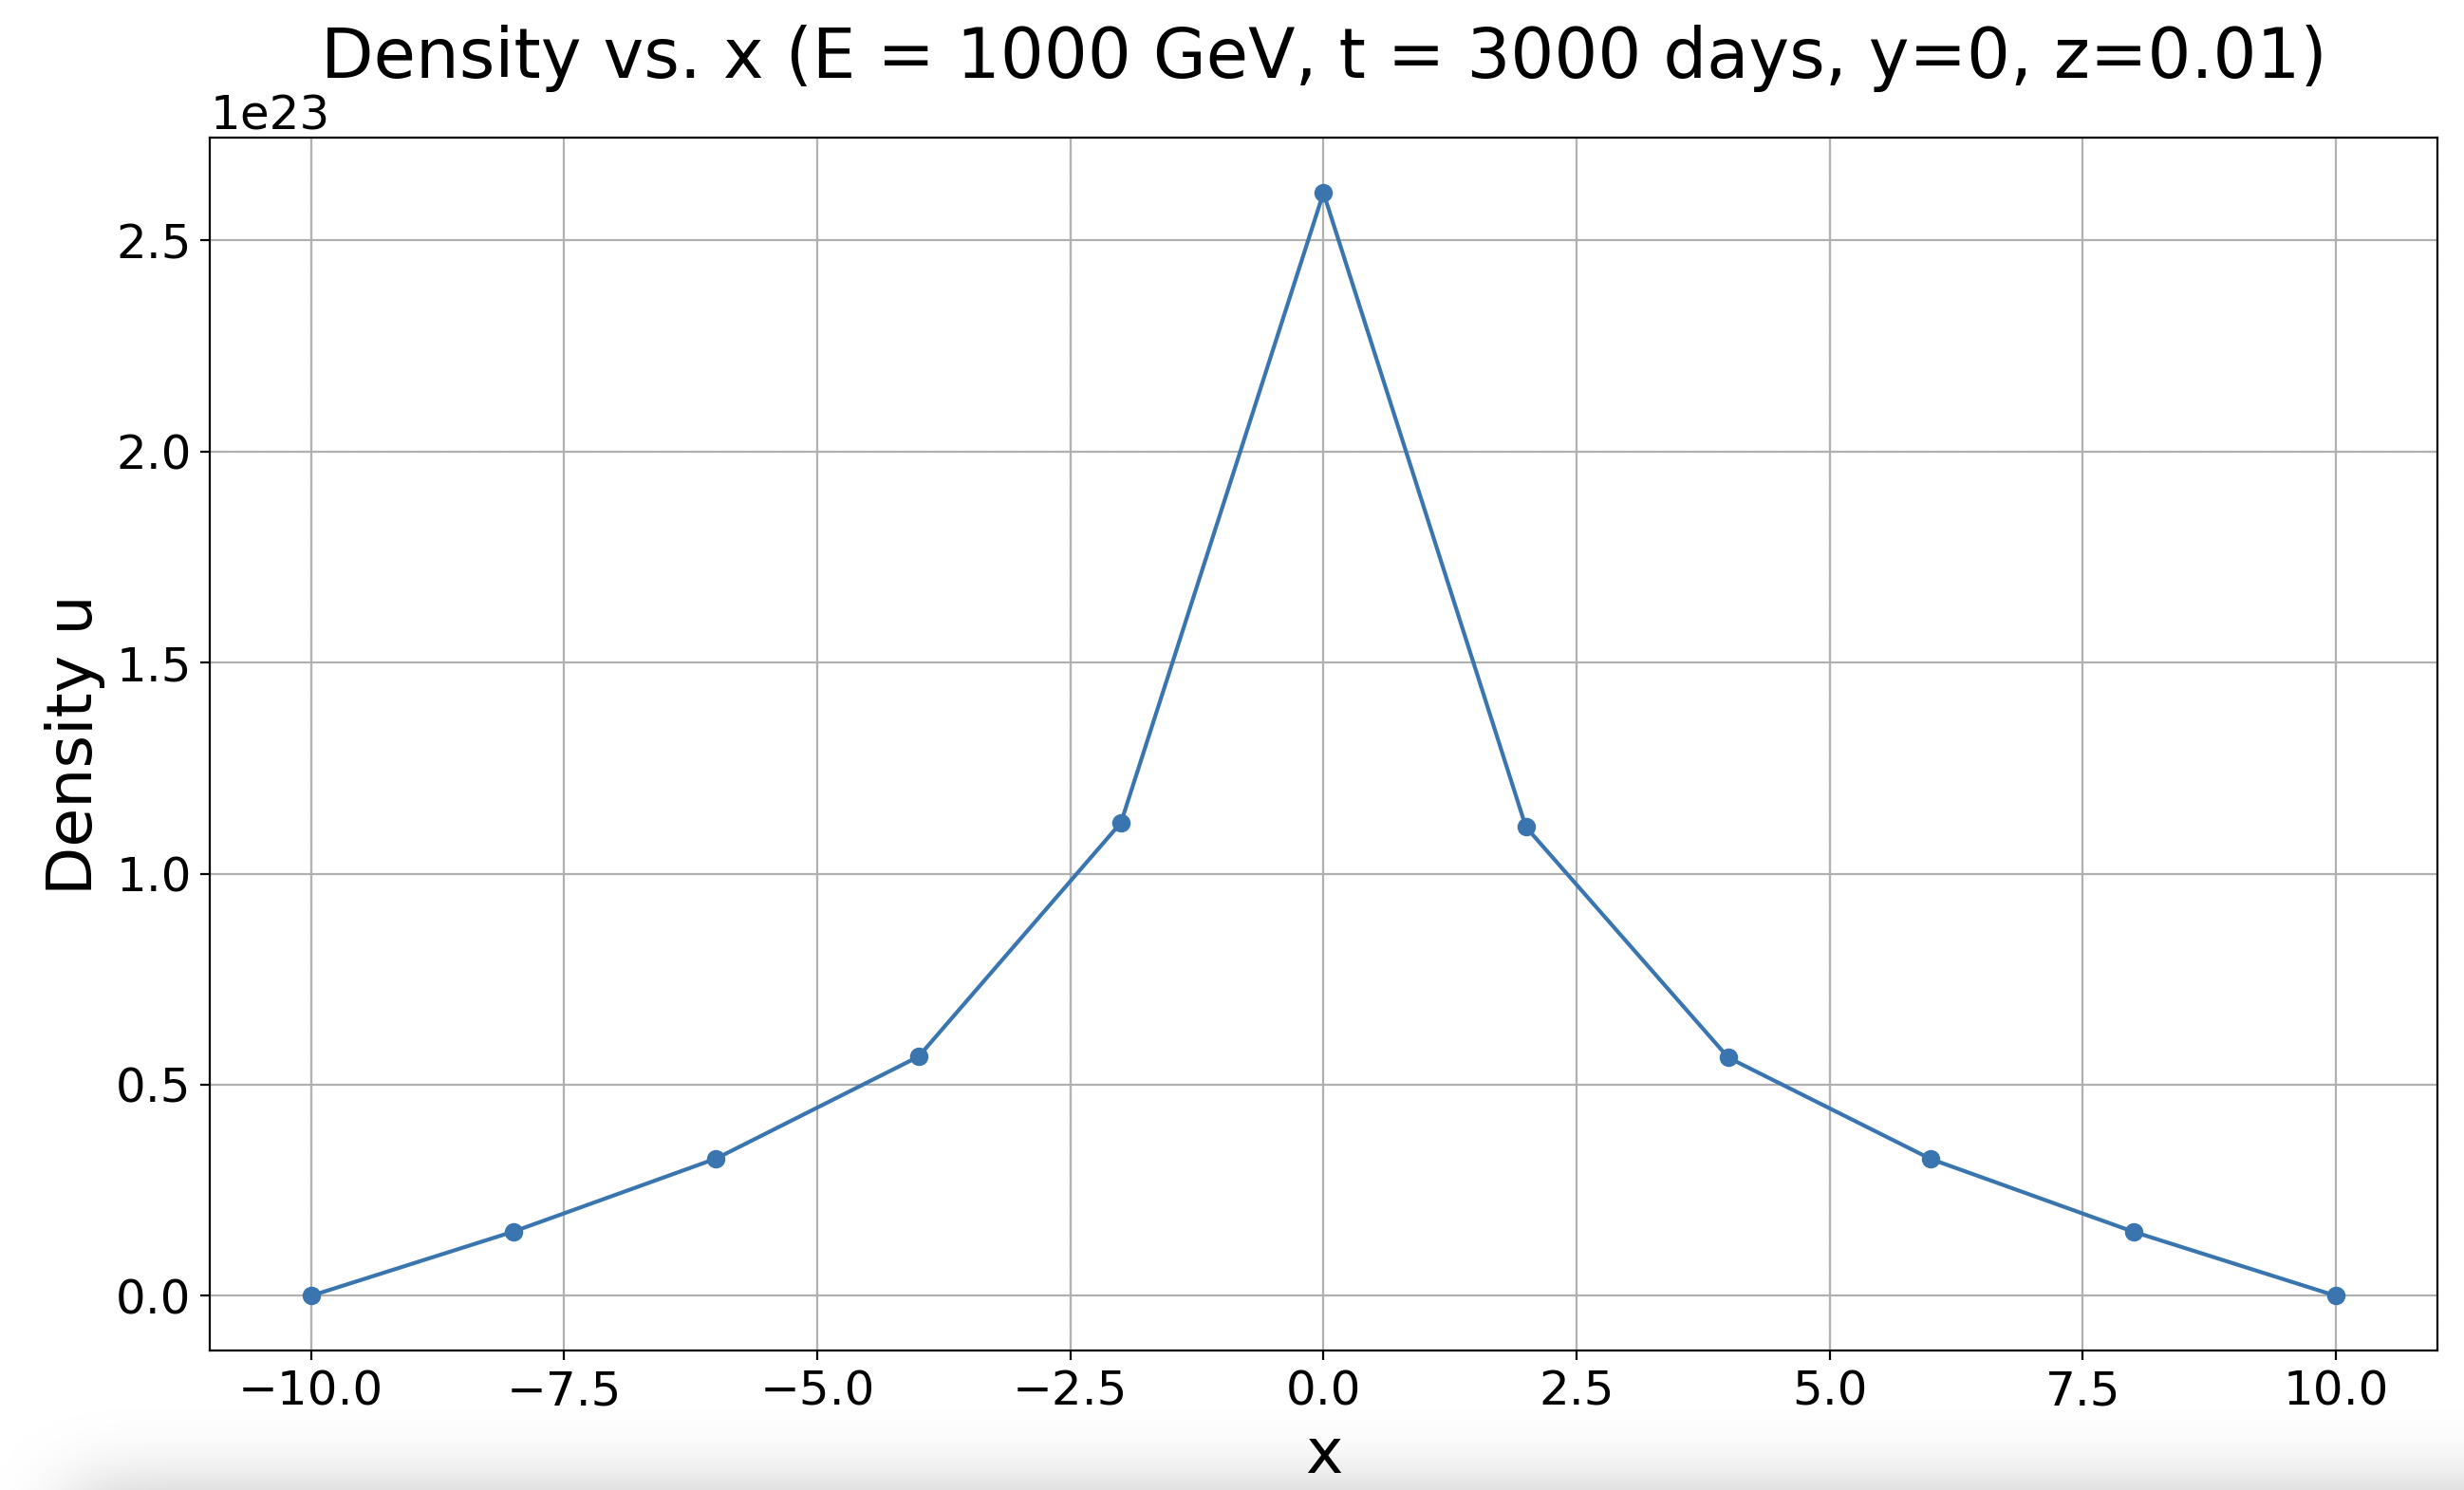 Density vs. x (E = 1000 GeV, t = 3000 days, y=0, z=0.01)
1e23
2.5
2.0
1.5
1.0
0.5
0.0
Density u
−10.0 −7.5 −5.0 −2.5 0.0 2.5 5.0 7.5 10.0
x